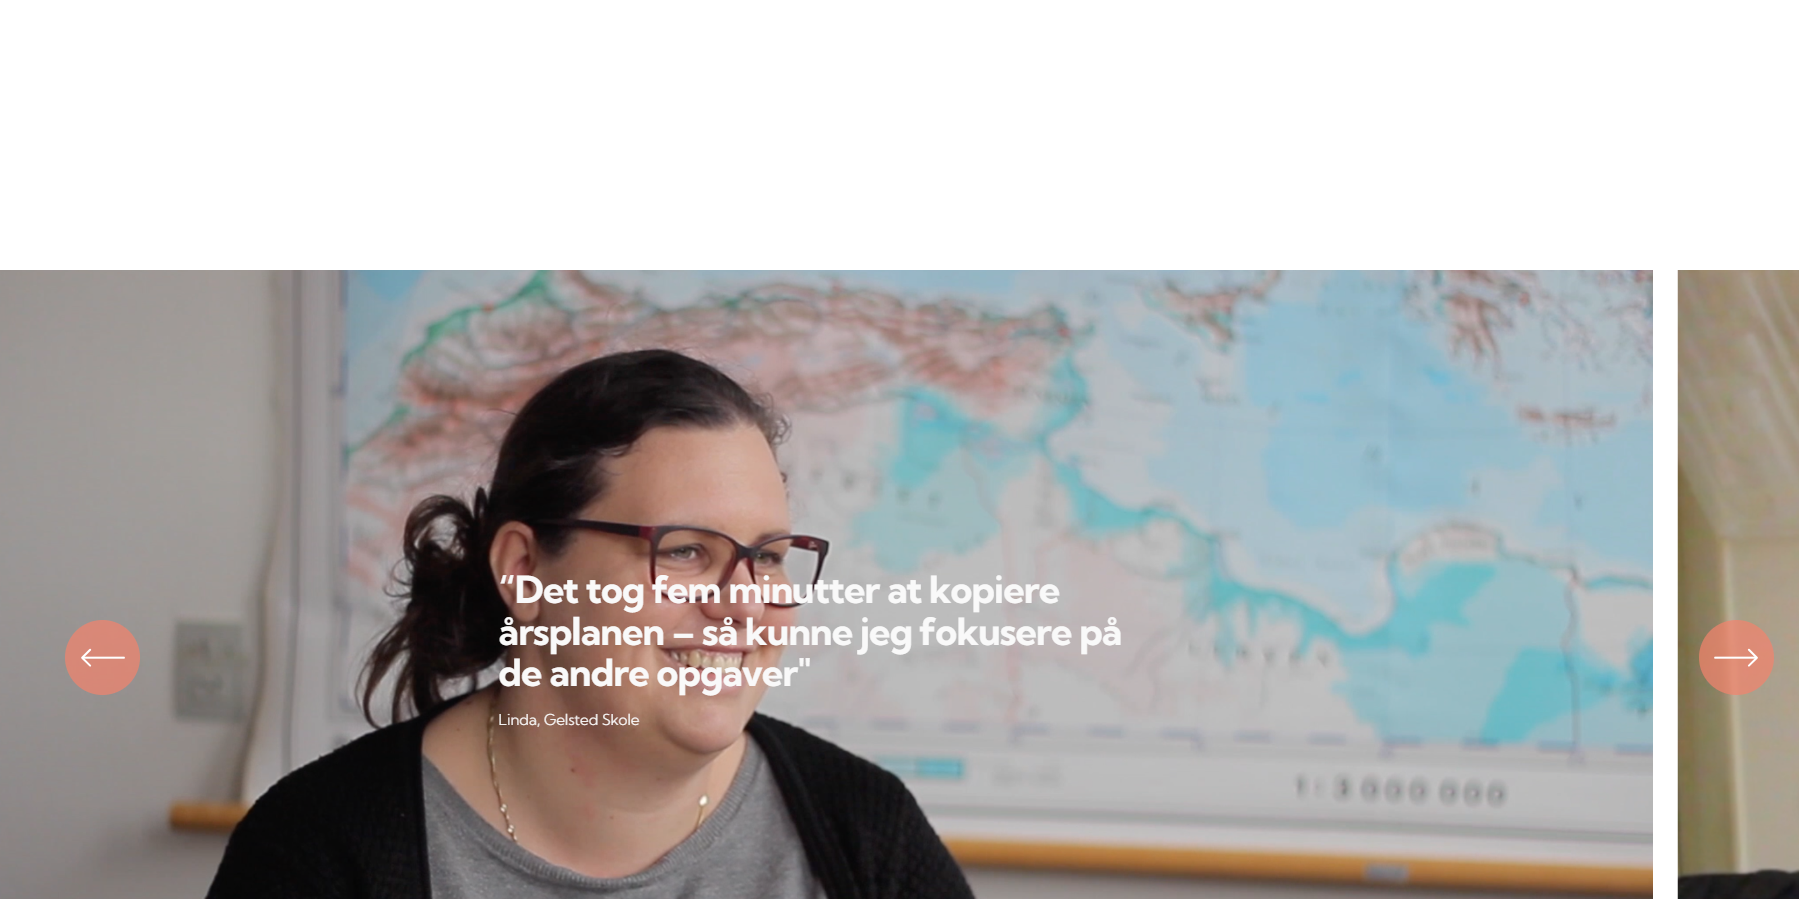 “Det tog fem minutter at kopiere
årsplanen – så kunne jeg fokusere på
de andre opgaver"
Linda, Gelsted Skole
1:3 000 000